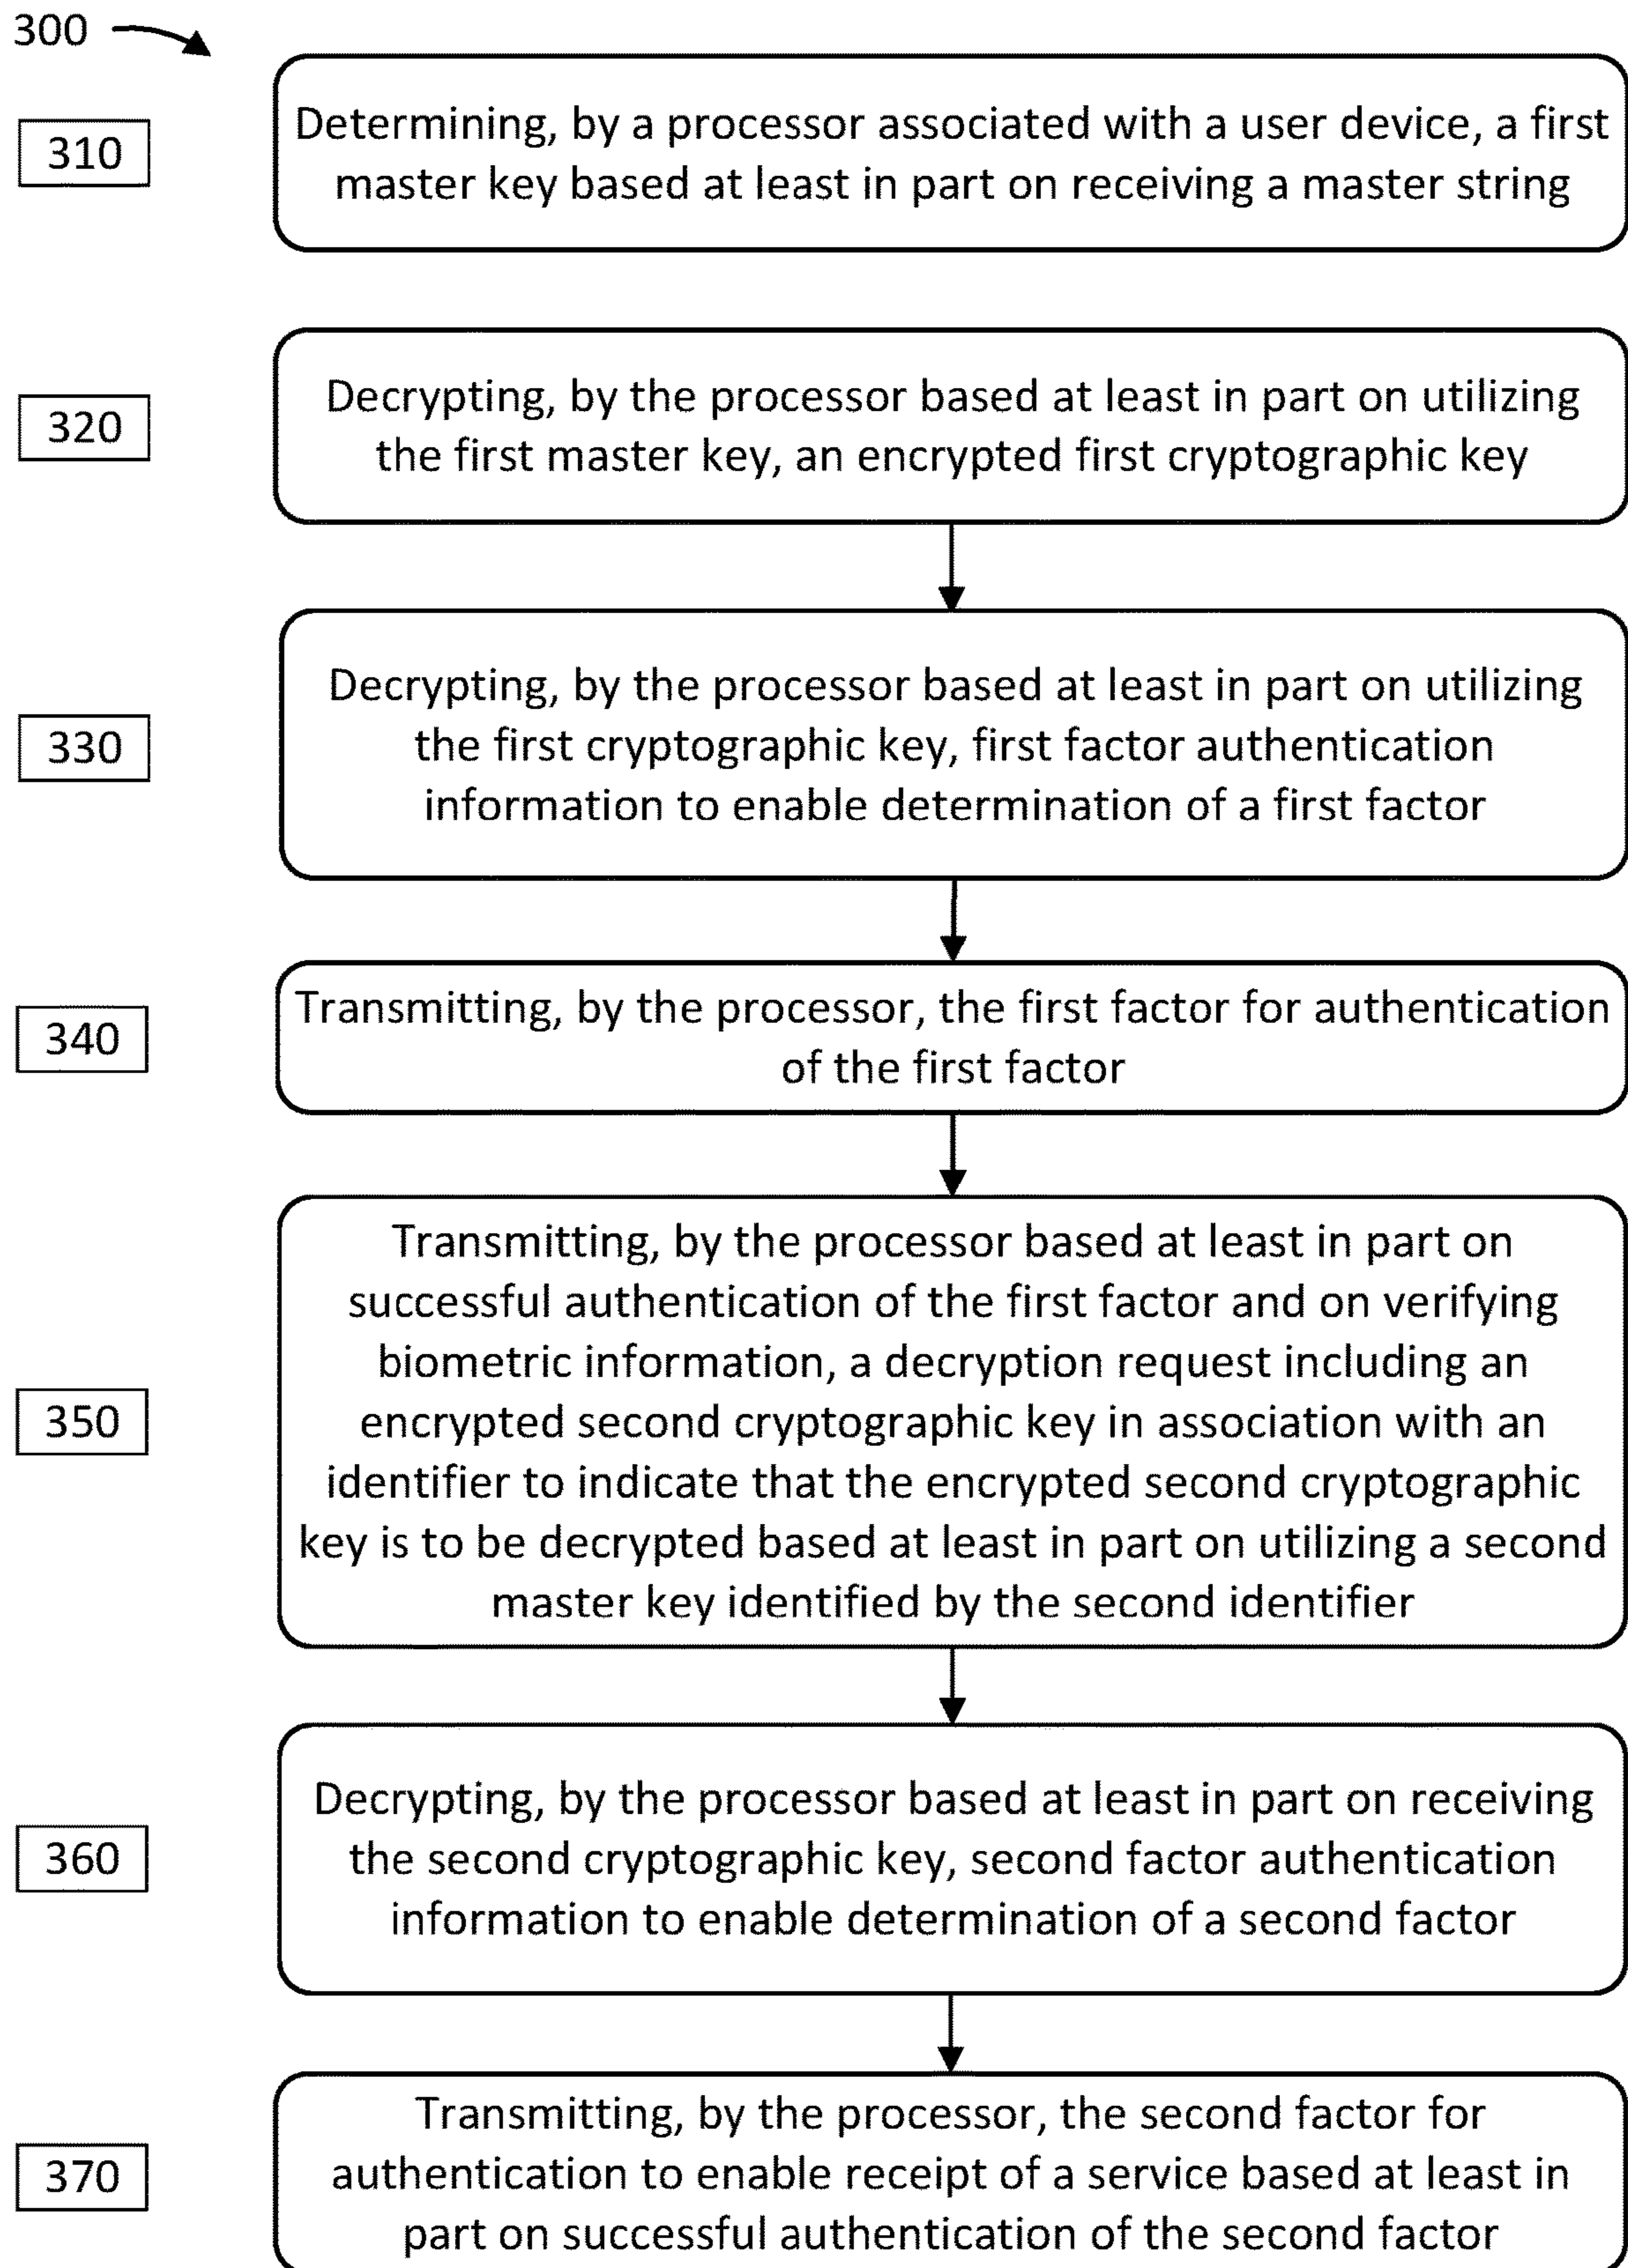 300
310
Determining, by a processor associated with a user device, a first
master key based at least in part on receiving a master string
320
Decrypting, by the processor based at least in part on utilizing
the first master key, an encrypted first cryptographic key
330
Decrypting, by the processor based at least in part on utilizing
the first cryptographic key, first factor authentication
information to enable determination of a first factor
340
Transmitting, by the processor, the first factor for authentication
of the first factor
350
Transmitting, by the processor based at least in part on
successful authentication of the first factor and on verifying
biometric information, a decryption request including an
encrypted second cryptographic key in association with an
identifier to indicate that the encrypted second cryptographic
key is to be decrypted based at least in part on utilizing a second
master key identified by the second identifier
360
Decrypting, by the processor based at least in part on receiving
the second cryptographic key, second factor authentication
information to enable determination of a second factor
370
Transmitting, by the processor, the second factor for
authentication to enable receipt of a service based at least in
part on successful authentication of the second factor